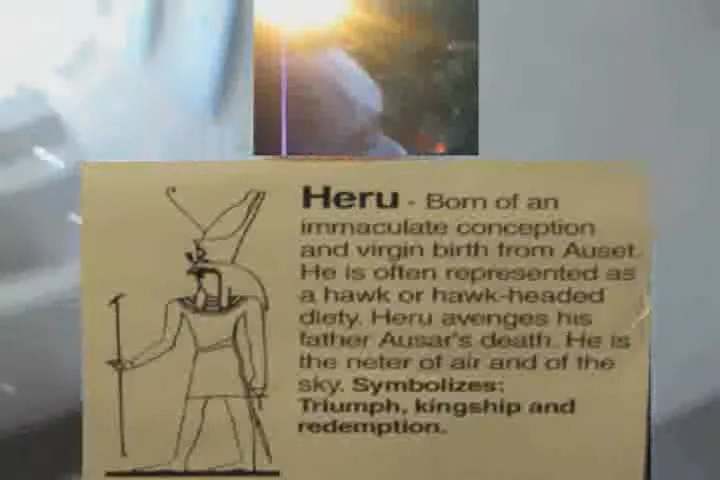 Heru - Born of an
immaculate conception
and virgin birth from Auset.
He is often represented as
a hawk or hawk-headed
diety. Heru avenges his
father Ausar's death. He is
the neter of air and of the
sky. Symbolizes:
Triumph, kingship and
redemption.